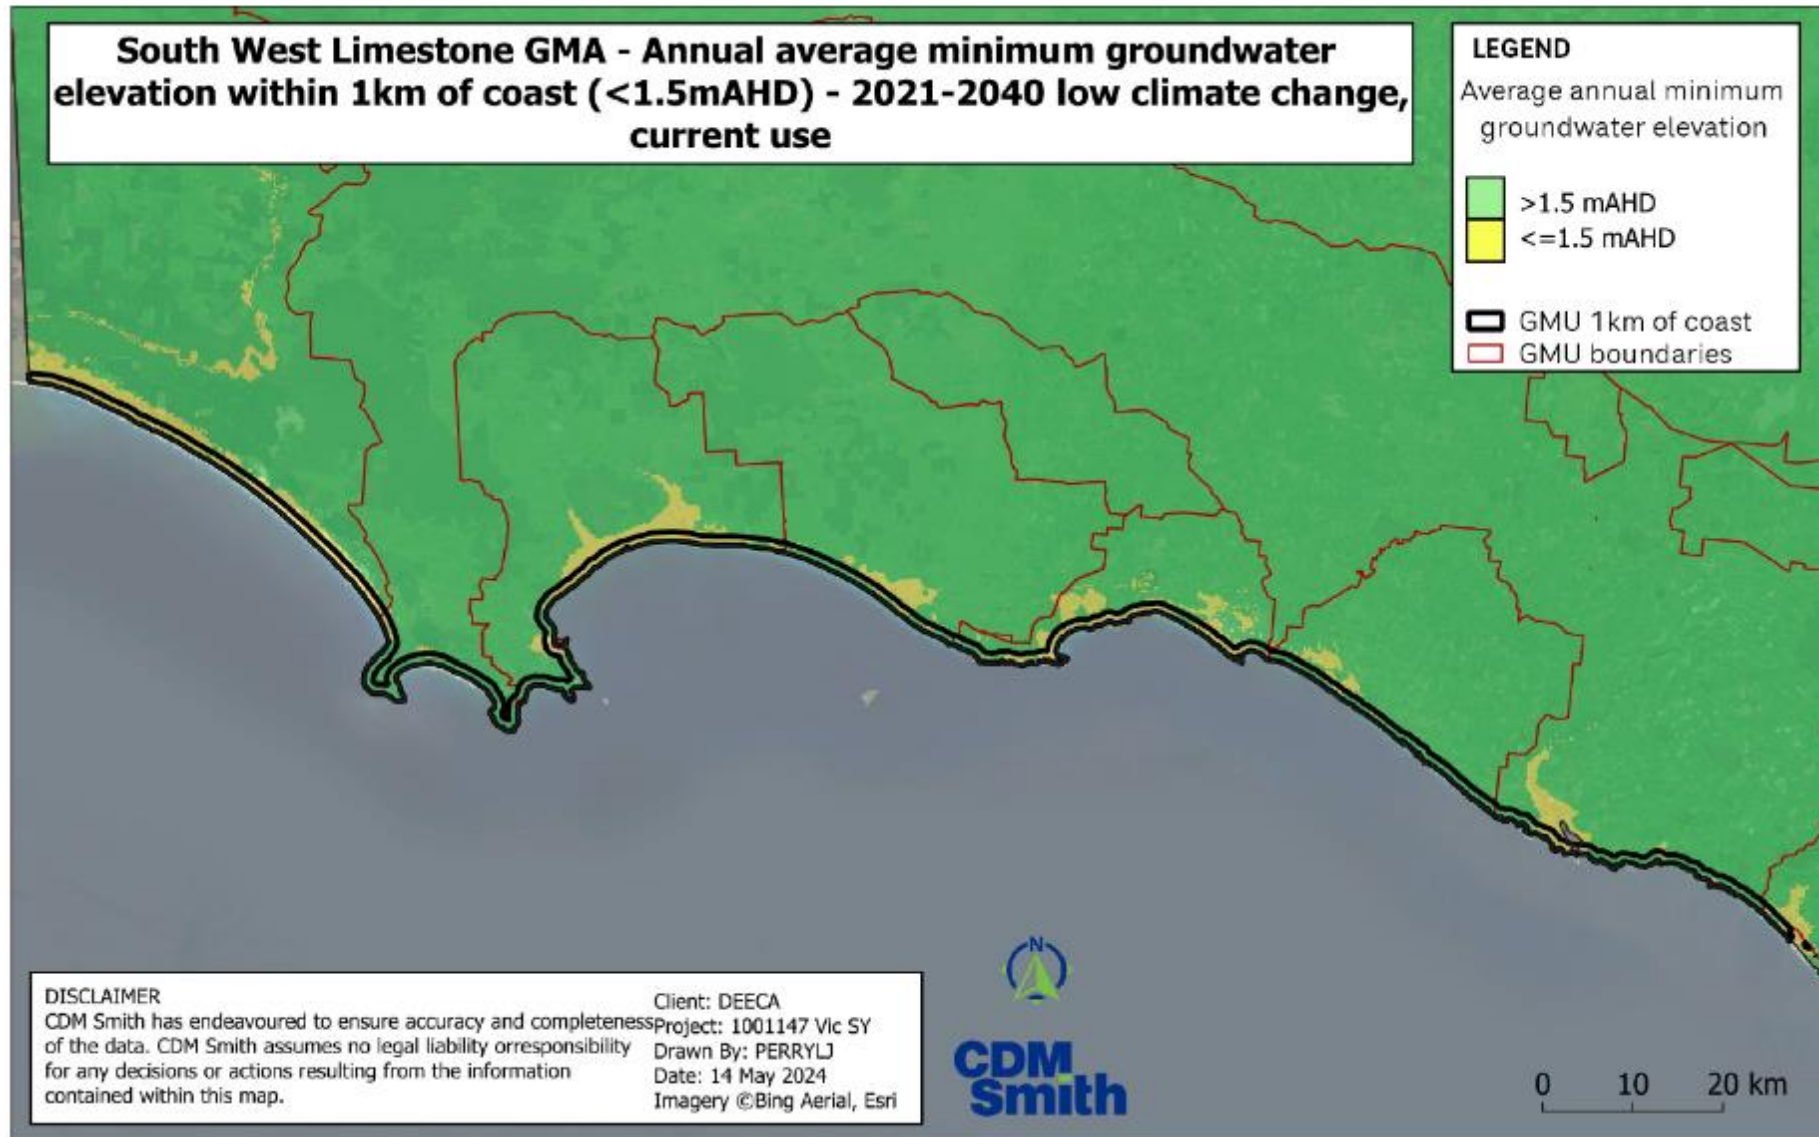 South West Limestone GMA - Annual average minimum groundwater
elevation within 1km of coast (<1.5mAHD) - 2021-2040 low climate change,
current use
LEGEND
Average annual minimum
groundwater elevation
>1.5 mAHD
<=1.5 mAHD
GMU 1km of coast
GMU boundaries
DISCLAIMER
CDM Smith has endeavoured to ensure accuracy and completeness
of the data. CDM Smith assumes no legal liability orresponsibility
for any decisions or actions resulting from the information
contained within this map.
Client: DEECA
Project: 1001147 Vic SY
Drawn By: PERRYLJ
Date: 14 May 2024
Imagery ©Bing Aerial, Esri
N
CDM
Smith
0 10 20 km